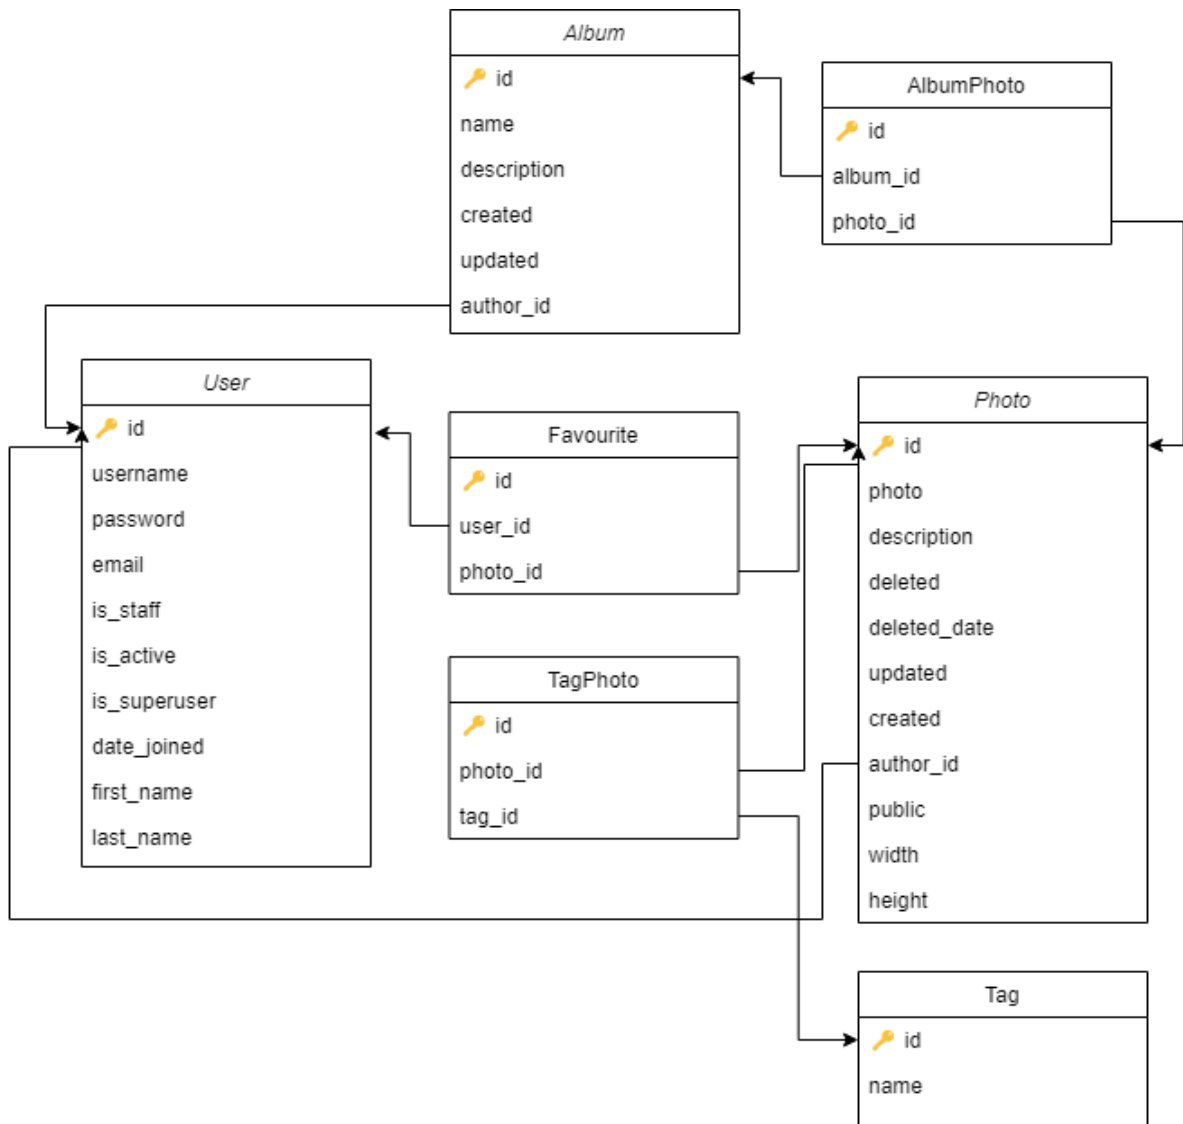 Album
id
name
description
created
updated
author_id
AlbumPhoto
id
album_id
photo_id
User
id
username
password
email
is_staff
is_active
is_superuser
date_joined
first_name
last_name
Favourite
id
user_id
photo_id
TagPhoto
id
photo_id
tag_id
Photo
id
photo
description
deleted
deleted_date
updated
created
author_id
public
width
height
Tag
id
name